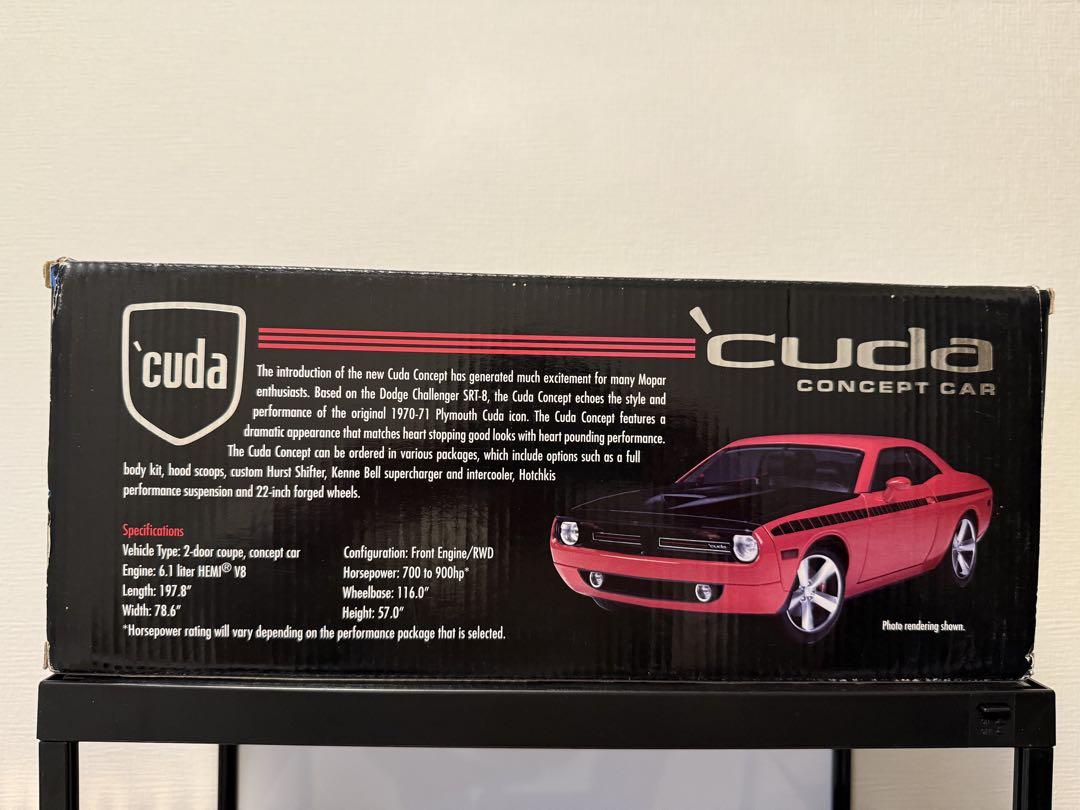 `cuda
`cuda
CONCEPT CAR
The introduction of the new Cuda Concept has generated much excitement for many Mopar
enthusiasts. Based on the Dodge Challenger SRT-8, the Cuda Concept echoes the style and
performance of the original 1970-71 Plymouth Cuda icon. The Cuda Concept features a
dramatic appearance that matches heart stopping good looks with heart pounding performance.
The Cuda Concept can be ordered in various packages, which include options such as a full
body kit, hood scoops, custom Hurst Shifter, Kenne Bell supercharger and intercooler, Hotchkis
performance suspension and 22-inch forged wheels.
Specifications
Vehicle Type: 2-door coupe, concept car
Engine: 6.1 liter HEMI® V8
Length: 197.8"
Width: 78.6"
Configuration: Front Engine/RWD
Horsepower: 700 to 900hp*
Wheelbase: 116.0"
Height: 57.0"
*Horsepower rating will vary depending on the performance package that is selected.
`cuda
Photo rendering shown.